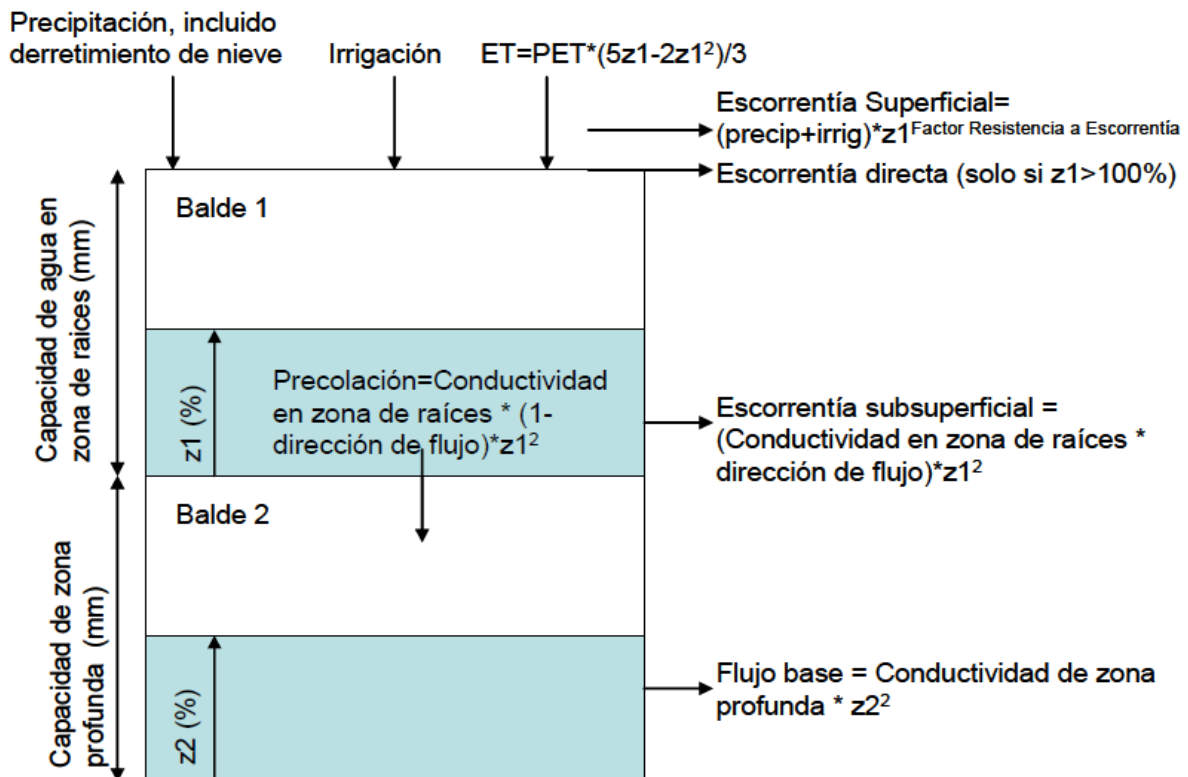 Precipitación, incluido
derretimiento de nieve
Irrigación
ET=PET*(5z1-2z1²)/3
Escorrentía Superficial=
(precip+irrig)*z1^Factor Resistencia a Escorrentía
Escorrentía directa (solo si z1>100%)
Capacidad de agua en
zona de raices (mm)
Balde 1
z1 (%)
Precolación=Conductividad
en zona de raíces * (1-
dirección de flujo)*z1²
Escorrentía subsuperficial =
(Conductividad en zona de raíces *
dirección de flujo)*z1²
Capacidad de zona
profunda (mm)
Balde 2
z2 (%)
Flujo base = Conductividad de zona
profunda * z2²